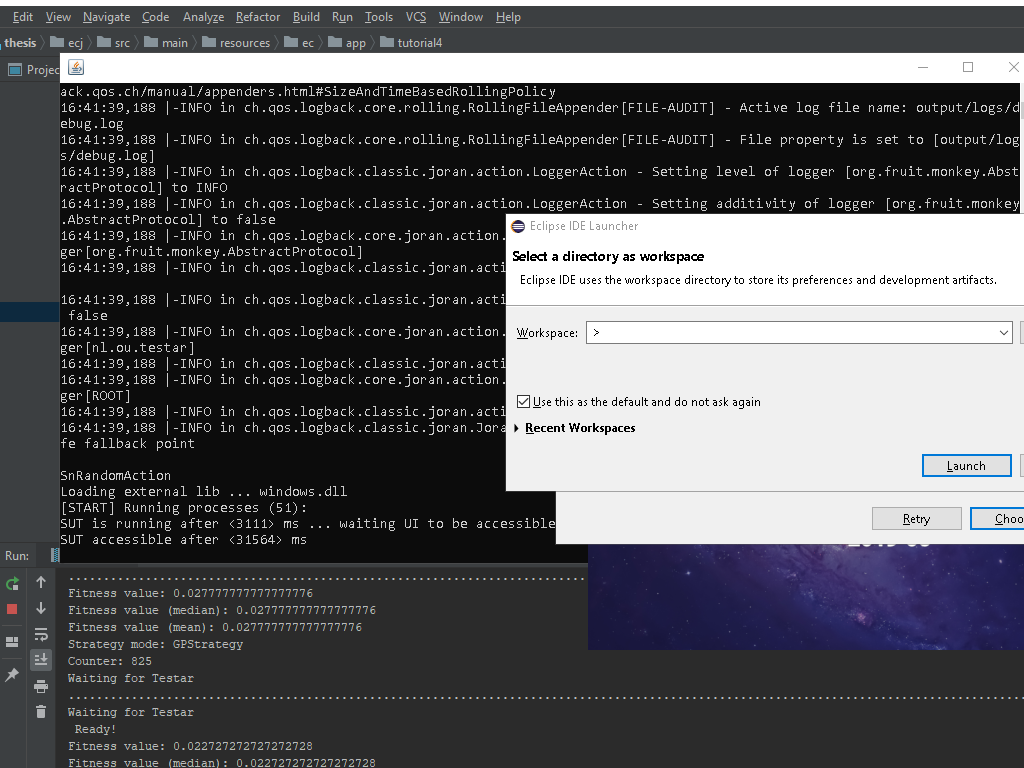 Edit View Navigate Code Analyze Refactor Build Run Tools VCS Window Help
thesis ecj src main resources ec app tutorial4
Projec
ack.qos.ch/manual/appenders.html#SizeAndTimeBasedRollingPolicy
16:41:39,188 |-INFO in ch.qos.logback.core.rolling.RollingFileAppender[FILE-AUDIT] - Active log file name: output/logs/d
ebug.log
16:41:39,188 |-INFO in ch.qos.logback.core.rolling.RollingFileAppender[FILE-AUDIT] - File property is set to [output/log
s/debug.log]
16:41:39,188 |-INFO in ch.qos.logback.classic.joran.action.LoggerAction - Setting level of logger [org.fruit.monkey.Abst
ractProtocol] to INFO
16:41:39,188 |-INFO in ch.qos.logback.classic.joran.action.LoggerAction - Setting additivity of logger [org.fruit.monkey
.AbstractProtocol] to false
16:41:39,188 |-INFO in ch.qos.logback.core.joran.action.
ger[org.fruit.monkey.AbstractProtocol]
16:41:39,188 |-INFO in ch.qos.logback.classic.joran.acti
16:41:39,188 |-INFO in ch.qos.logback.classic.joran.acti
false
16:41:39,188 |-INFO in ch.qos.logback.core.joran.action.
ger[nl.ou.testar]
16:41:39,188 |-INFO in ch.qos.logback.classic.joran.acti
16:41:39,188 |-INFO in ch.qos.logback.core.joran.action.
ger[ROOT]
16:41:39,188 |-INFO in ch.qos.logback.classic.joran.acti
16:41:39,188 |-INFO in ch.qos.logback.classic.joran.Jora
fe fallback point
SnRandomAction
Loading external lib ... windows.dll
[START] Running processes (51):
SUT is running after <3111> ms ... waiting UI to be accessible
SUT accessible after <31564> ms
Eclipse IDE Launcher
Select a directory as workspace
Eclipse IDE uses the workspace directory to store its preferences and development artifacts.
Workspace: >
Use this as the default and do not ask again
Recent Workspaces
Launch
Retry Choo
Run:
Fitness value: 0.027777777777777776
Fitness value (median): 0.027777777777777776
Fitness value (mean): 0.027777777777777776
Strategy mode: GPStrategy
Counter: 825
Waiting for Testar
Waiting for Testar
Ready!
Fitness value: 0.022727272727272728
Fitness value (median): 0.022727272727272728